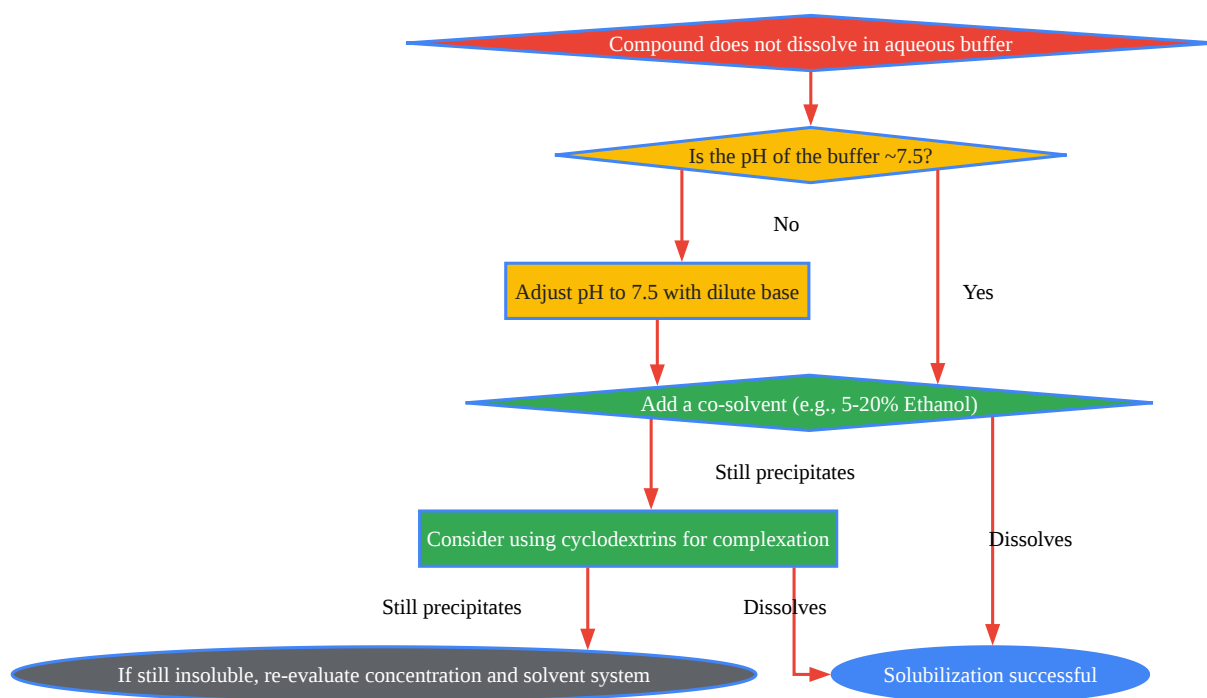 Compound does not dissolve in aqueous buffer
Is the pH of the buffer ~7.5?
No
Adjust pH to 7.5 with dilute base
Yes
Add a co-solvent (e.g., 5-20% Ethanol)
Still precipitates
Consider using cyclodextrins for complexation
Dissolves
Still precipitates
Dissolves
If still insoluble, re-evaluate concentration and solvent system
Solubilization successful